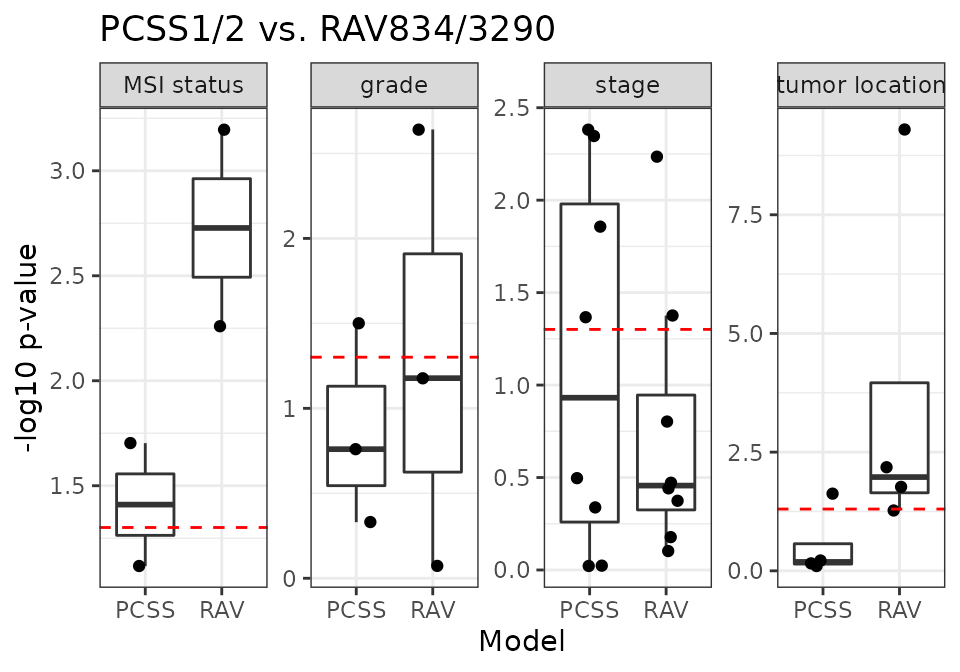 PCSS1/2 vs. RAV834/3290
MSI status
grade
stage
tumor location
-log10 p-value
3.0
2.5
2.0
1.5
2
1
0
2.5
2.0
1.5
1.0
0.5
0.0
7.5
5.0
2.5
0.0
PCSS RAV
PCSS RAV
PCSS RAV
PCSS RAV
Model